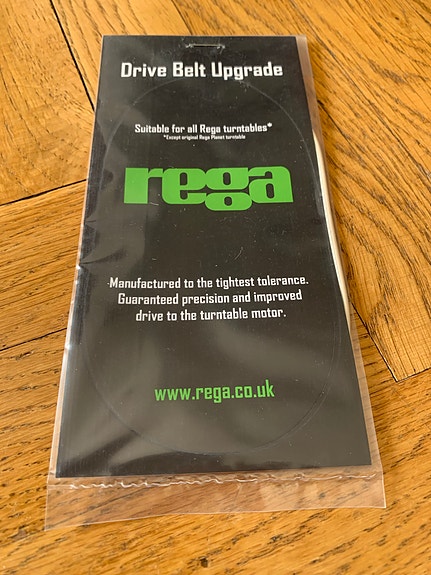 Drive Belt Upgrade
Suitable for all Rega turntables*
*Except original Rega Planet turntable
rega
Manufactured to the tightest tolerance.
Guaranteed precision and improved
drive to the turntable motor.
www.rega.co.uk